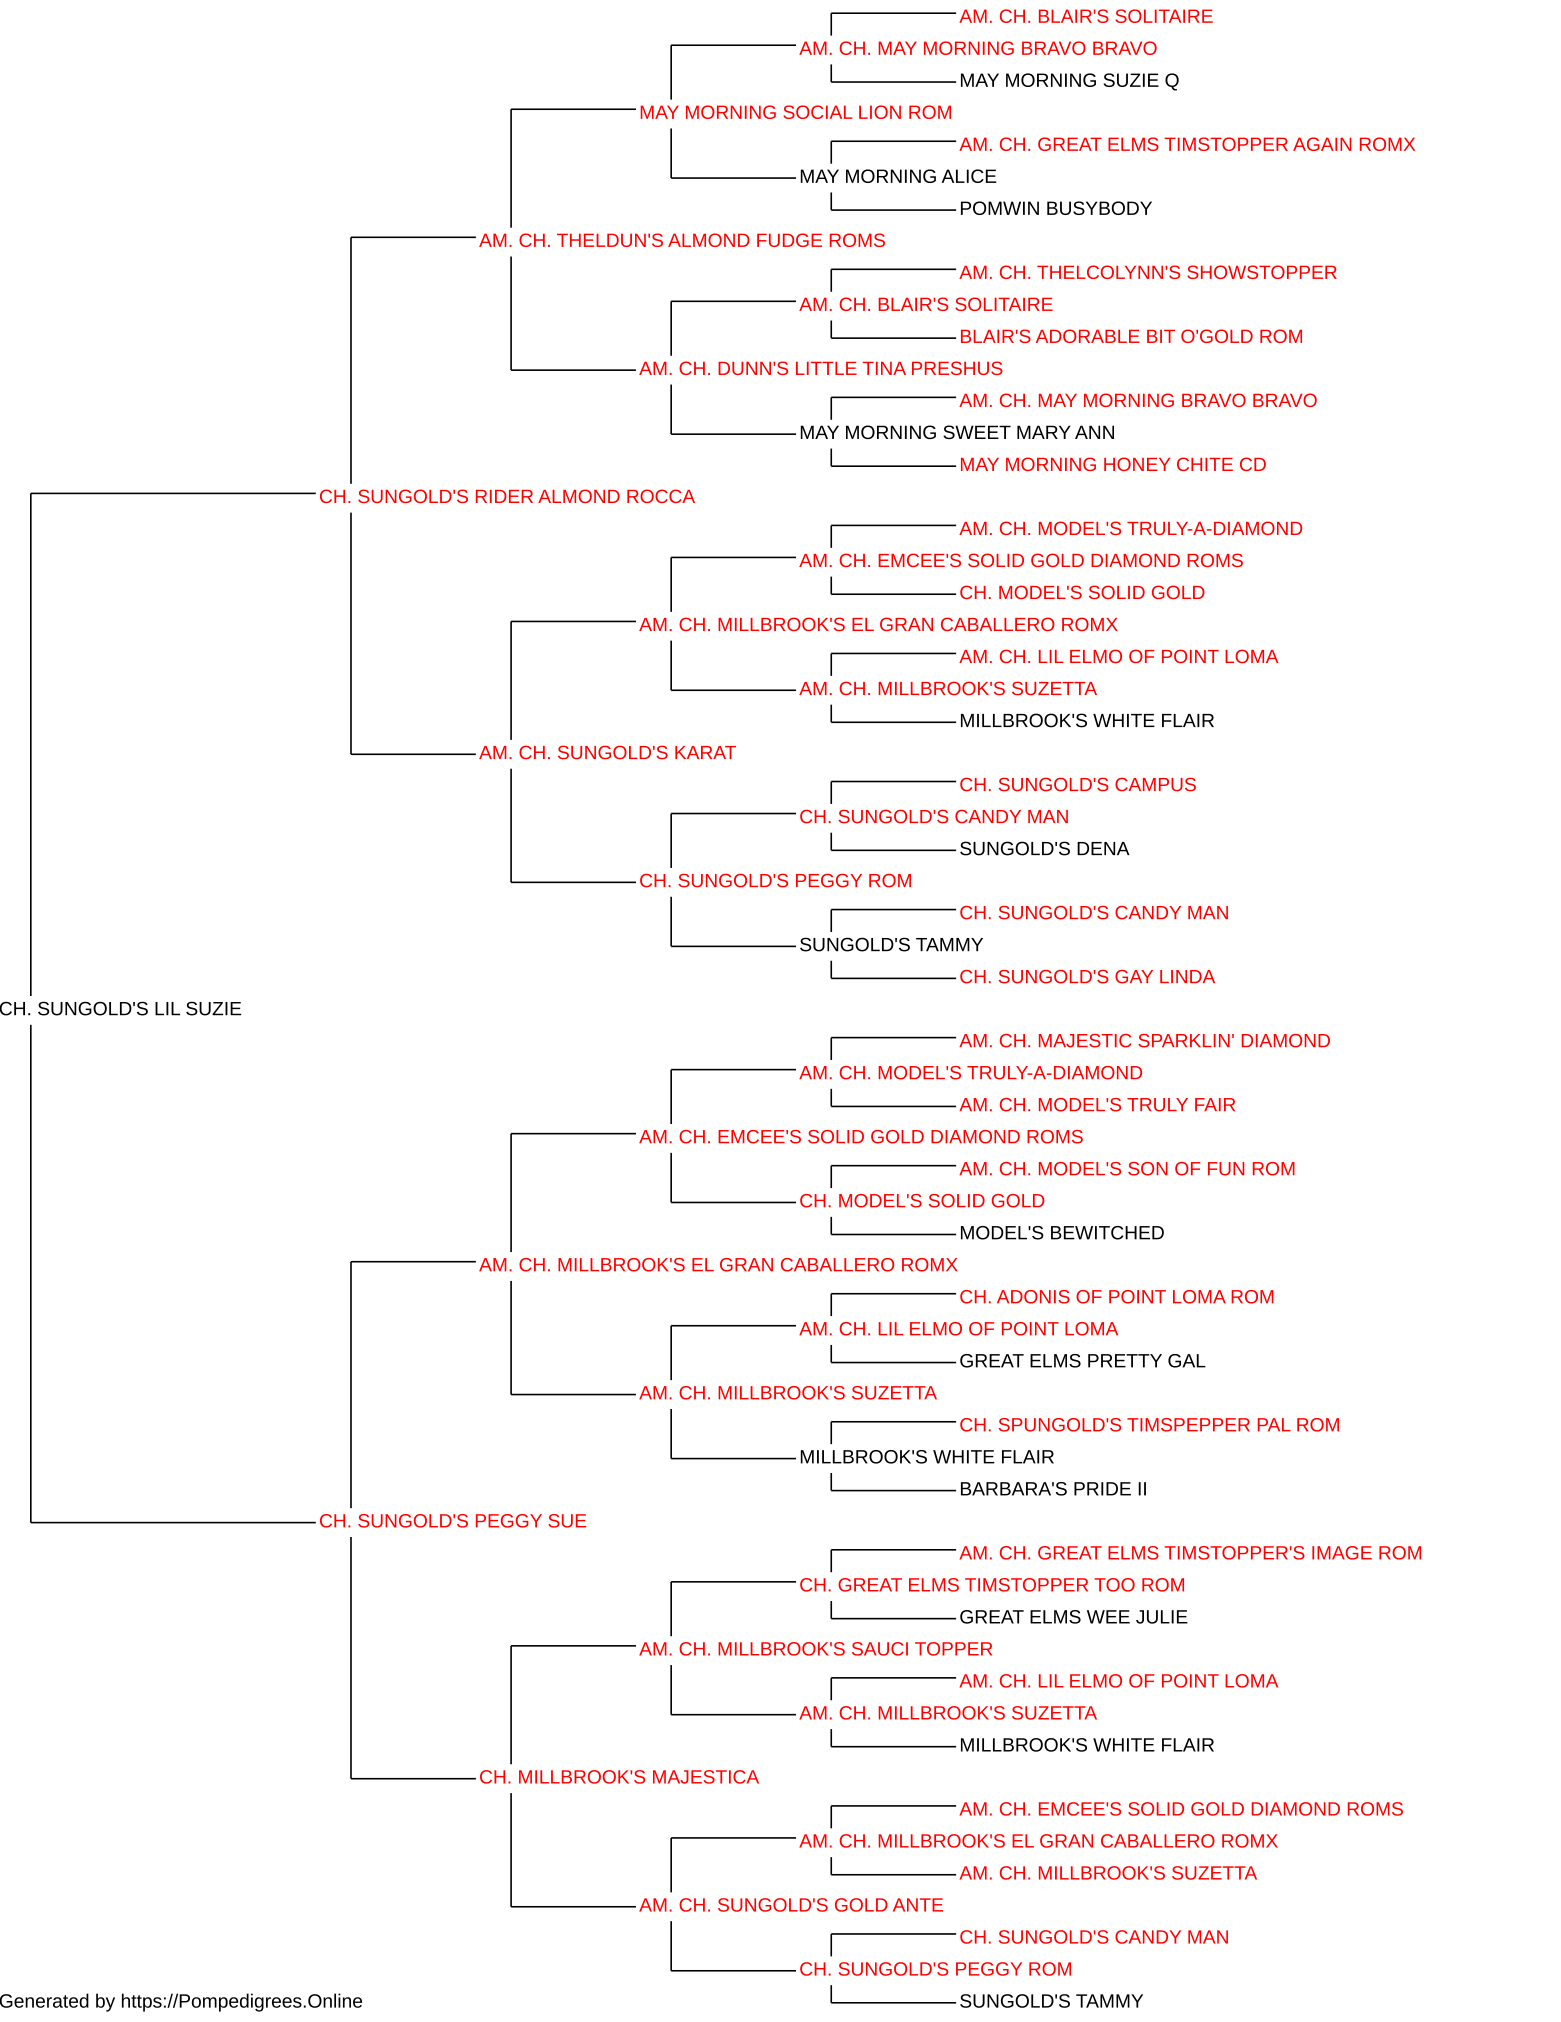 AM. CH. BLAIR'S SOLITAIRE
AM. CH. MAY MORNING BRAVO BRAVO
MAY MORNING SUZIE Q
MAY MORNING SOCIAL LION ROM
AM. CH. GREAT ELMS TIMSTOPPER AGAIN ROMX
MAY MORNING ALICE
POMWIN BUSYBODY
AM. CH. THELDUN'S ALMOND FUDGE ROMS
AM. CH. THELCOLYNN'S SHOWSTOPPER
AM. CH. BLAIR'S SOLITAIRE
BLAIR'S ADORABLE BIT O'GOLD ROM
AM. CH. DUNN'S LITTLE TINA PRESHUS
AM. CH. MAY MORNING BRAVO BRAVO
MAY MORNING SWEET MARY ANN
MAY MORNING HONEY CHITE CD
CH. SUNGOLD'S RIDER ALMOND ROCCA
AM. CH. MODEL'S TRULY-A-DIAMOND
AM. CH. EMCEE'S SOLID GOLD DIAMOND ROMS
CH. MODEL'S SOLID GOLD
AM. CH. MILLBROOK'S EL GRAN CABALLERO ROMX
AM. CH. LIL ELMO OF POINT LOMA
AM. CH. MILLBROOK'S SUZETTA
MILLBROOK'S WHITE FLAIR
AM. CH. SUNGOLD'S KARAT
CH. SUNGOLD'S CAMPUS
CH. SUNGOLD'S CANDY MAN
SUNGOLD'S DENA
CH. SUNGOLD'S PEGGY ROM
CH. SUNGOLD'S CANDY MAN
SUNGOLD'S TAMMY
CH. SUNGOLD'S GAY LINDA
CH. SUNGOLD'S LIL SUZIE
AM. CH. MAJESTIC SPARKLIN' DIAMOND
AM. CH. MODEL'S TRULY-A-DIAMOND
AM. CH. MODEL'S TRULY FAIR
AM. CH. EMCEE'S SOLID GOLD DIAMOND ROMS
AM. CH. MODEL'S SON OF FUN ROM
CH. MODEL'S SOLID GOLD
MODEL'S BEWITCHED
AM. CH. MILLBROOK'S EL GRAN CABALLERO ROMX
CH. ADONIS OF POINT LOMA ROM
AM. CH. LIL ELMO OF POINT LOMA
GREAT ELMS PRETTY GAL
AM. CH. MILLBROOK'S SUZETTA
CH. SPUNGOLD'S TIMSPEPPER PAL ROM
MILLBROOK'S WHITE FLAIR
BARBARA'S PRIDE II
CH. SUNGOLD'S PEGGY SUE
AM. CH. GREAT ELMS TIMSTOPPER'S IMAGE ROM
CH. GREAT ELMS TIMSTOPPER TOO ROM
GREAT ELMS WEE JULIE
AM. CH. MILLBROOK'S SAUCI TOPPER
AM. CH. LIL ELMO OF POINT LOMA
AM. CH. MILLBROOK'S SUZETTA
MILLBROOK'S WHITE FLAIR
CH. MILLBROOK'S MAJESTICA
AM. CH. EMCEE'S SOLID GOLD DIAMOND ROMS
AM. CH. MILLBROOK'S EL GRAN CABALLERO ROMX
AM. CH. MILLBROOK'S SUZETTA
AM. CH. SUNGOLD'S GOLD ANTE
CH. SUNGOLD'S CANDY MAN
CH. SUNGOLD'S PEGGY ROM
SUNGOLD'S TAMMY
Generated by https://Pompedigrees.Online